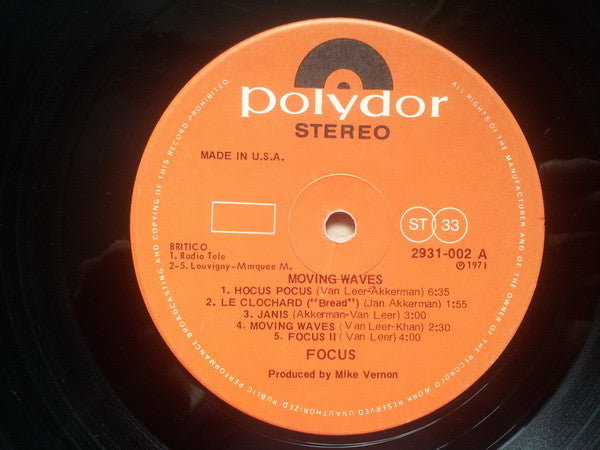 polydor
STEREO
MADE IN U.S.A.
ST 33
BRITICO
1. Radio Tele
2-5. Louvigny-Marquee M.
2931-002 A
℗ 1971
MOVING WAVES
1. HOCUS POCUS (Van Leer-Akkerman) 6:35
2. LE CLOCHARD ("Bread") (Jan Akkerman) 1:55
3. JANIS (Akkerman-Van Leer) 3:00
4. MOVING WAVES (Van Leer-Khan) 2:30
5. FOCUS II (Van Leer) 4:00
FOCUS
Produced by Mike Vernon
ALL RIGHTS OF THE MANUFACTURER AND OF THE OWNER OF THE RECORDED WORK RESERVED UNAUTHORIZED PUBLIC PERFORMANCE BROADCASTING AND COPYING OF THIS RECORD PROHIBITED.